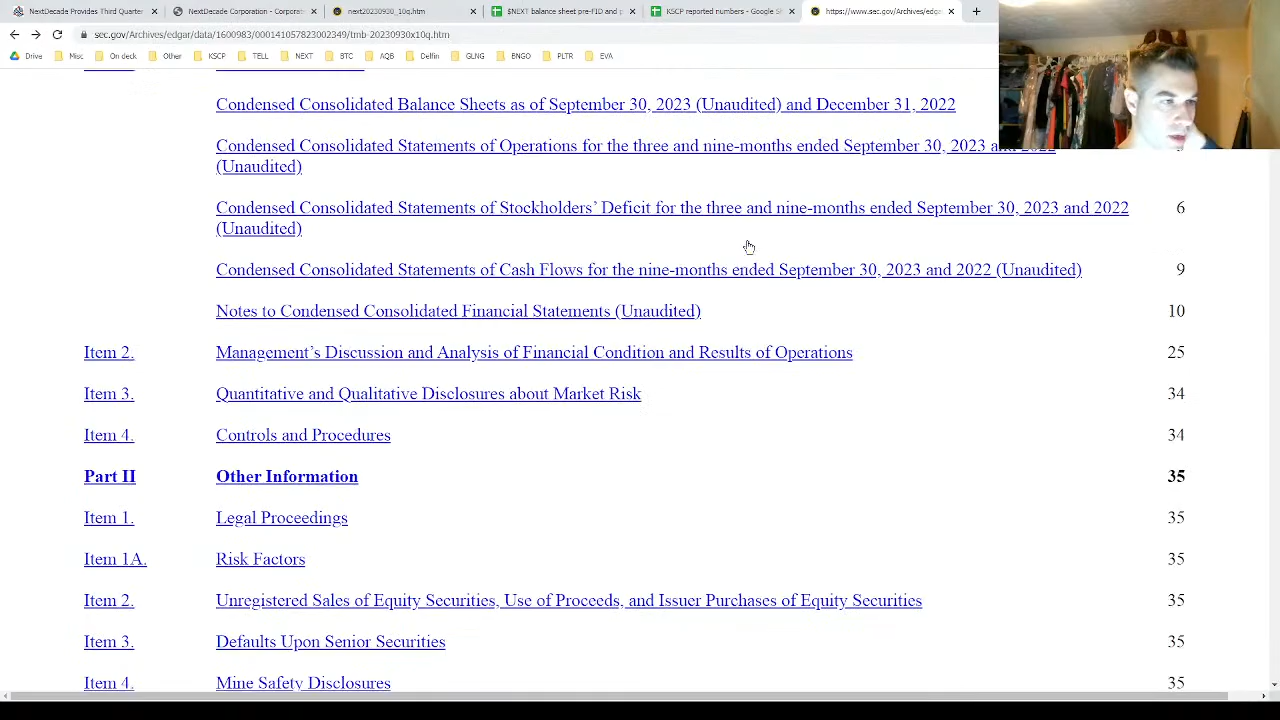 NextDecade Provides Third Quarter
NextDecade Corporation - Corporat
next20230930_10q.htm
$NEXT balance sheet pre-FID and p
KSCP reported numbers - Google Sh
https://www.sec.gov/Archives/edga
sec.gov/Archives/edgar/data/1600983/000141057823002349/tmb-20230930x10q.htm
Drive Misc On deck Other KSCP TELL NEXT BTC AQB Delfin GLNG BNGO PLTR EVA
Condensed Consolidated Balance Sheets as of September 30, 2023 (Unaudited) and December 31, 2022
Condensed Consolidated Statements of Operations for the three and nine-months ended September 30, 2023 and 2022
(Unaudited)
Condensed Consolidated Statements of Stockholders’ Deficit for the three and nine-months ended September 30, 2023 and 2022 6
(Unaudited)
Condensed Consolidated Statements of Cash Flows for the nine-months ended September 30, 2023 and 2022 (Unaudited) 9
Notes to Condensed Consolidated Financial Statements (Unaudited) 10
Item 2. Management’s Discussion and Analysis of Financial Condition and Results of Operations 25
Item 3. Quantitative and Qualitative Disclosures about Market Risk 34
Item 4. Controls and Procedures 34
Part II Other Information 35
Item 1. Legal Proceedings 35
Item 1A. Risk Factors 35
Item 2. Unregistered Sales of Equity Securities, Use of Proceeds, and Issuer Purchases of Equity Securities 35
Item 3. Defaults Upon Senior Securities 35
Item 4. Mine Safety Disclosures 35